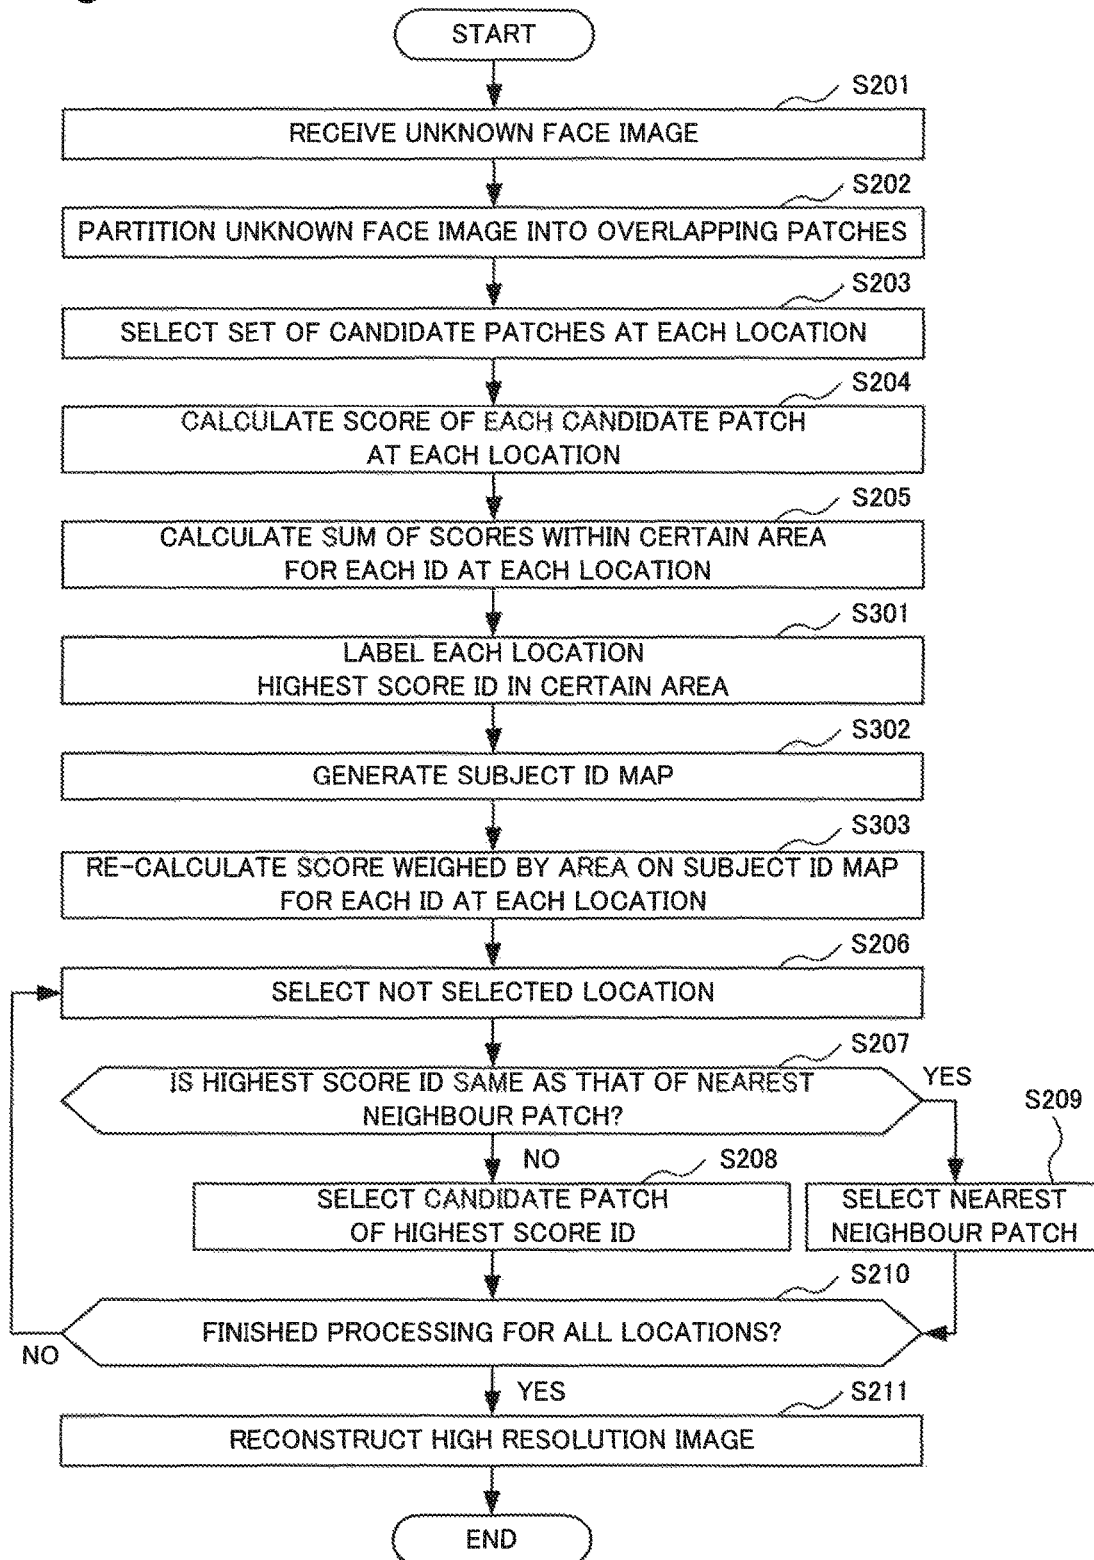 START
S201
RECEIVE UNKNOWN FACE IMAGE
S202
PARTITION UNKNOWN FACE IMAGE INTO OVERLAPPING PATCHES
S203
SELECT SET OF CANDIDATE PATCHES AT EACH LOCATION
S204
CALCULATE SCORE OF EACH CANDIDATE PATCH
AT EACH LOCATION
S205
CALCULATE SUM OF SCORES WITHIN CERTAIN AREA
FOR EACH ID AT EACH LOCATION
S301
LABEL EACH LOCATION
HIGHEST SCORE ID IN CERTAIN AREA
S302
GENERATE SUBJECT ID MAP
S303
RE-CALCULATE SCORE WEIGHED BY AREA ON SUBJECT ID MAP
FOR EACH ID AT EACH LOCATION
S206
SELECT NOT SELECTED LOCATION
S207
IS HIGHEST SCORE ID SAME AS THAT OF NEAREST
NEIGHBOUR PATCH?
YES
S209
NO
S208
SELECT CANDIDATE PATCH
OF HIGHEST SCORE ID
SELECT NEAREST
NEIGHBOUR PATCH
S210
FINISHED PROCESSING FOR ALL LOCATIONS?
NO
YES
S211
RECONSTRUCT HIGH RESOLUTION IMAGE
END